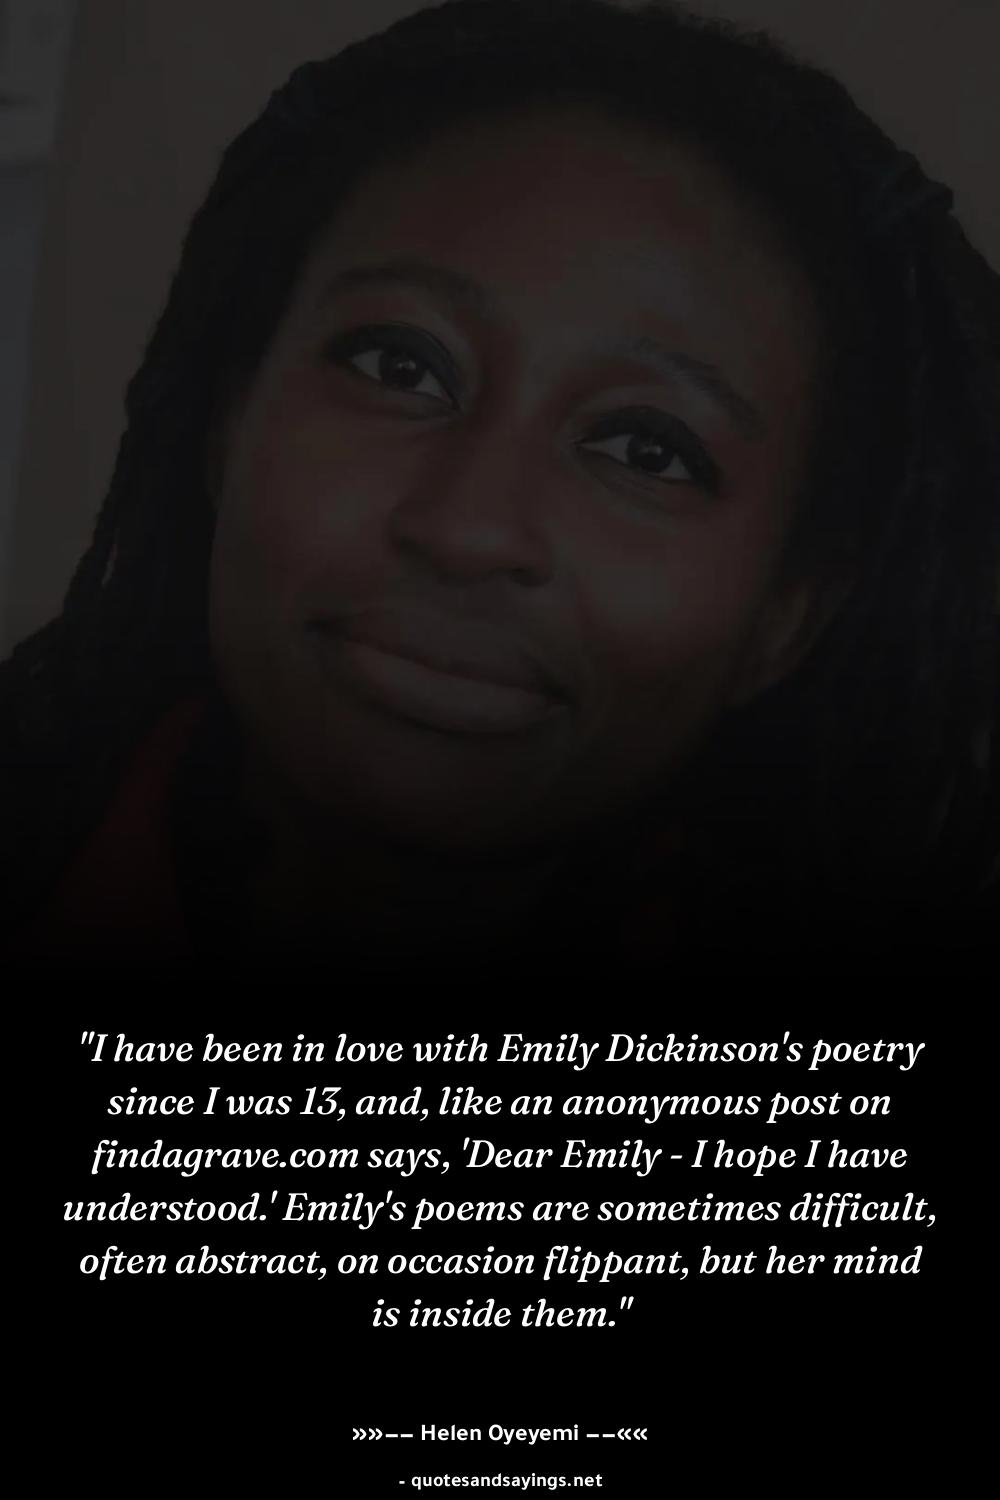 "I have been in love with Emily Dickinson's poetry
since I was 13, and, like an anonymous post on
findagrave.com says, 'Dear Emily - I hope I have
understood.' Emily's poems are sometimes difficult,
often abstract, on occasion flippant, but her mind
is inside them."
»»–– Helen Oyeyemi ––««
- quotesandsayings.net